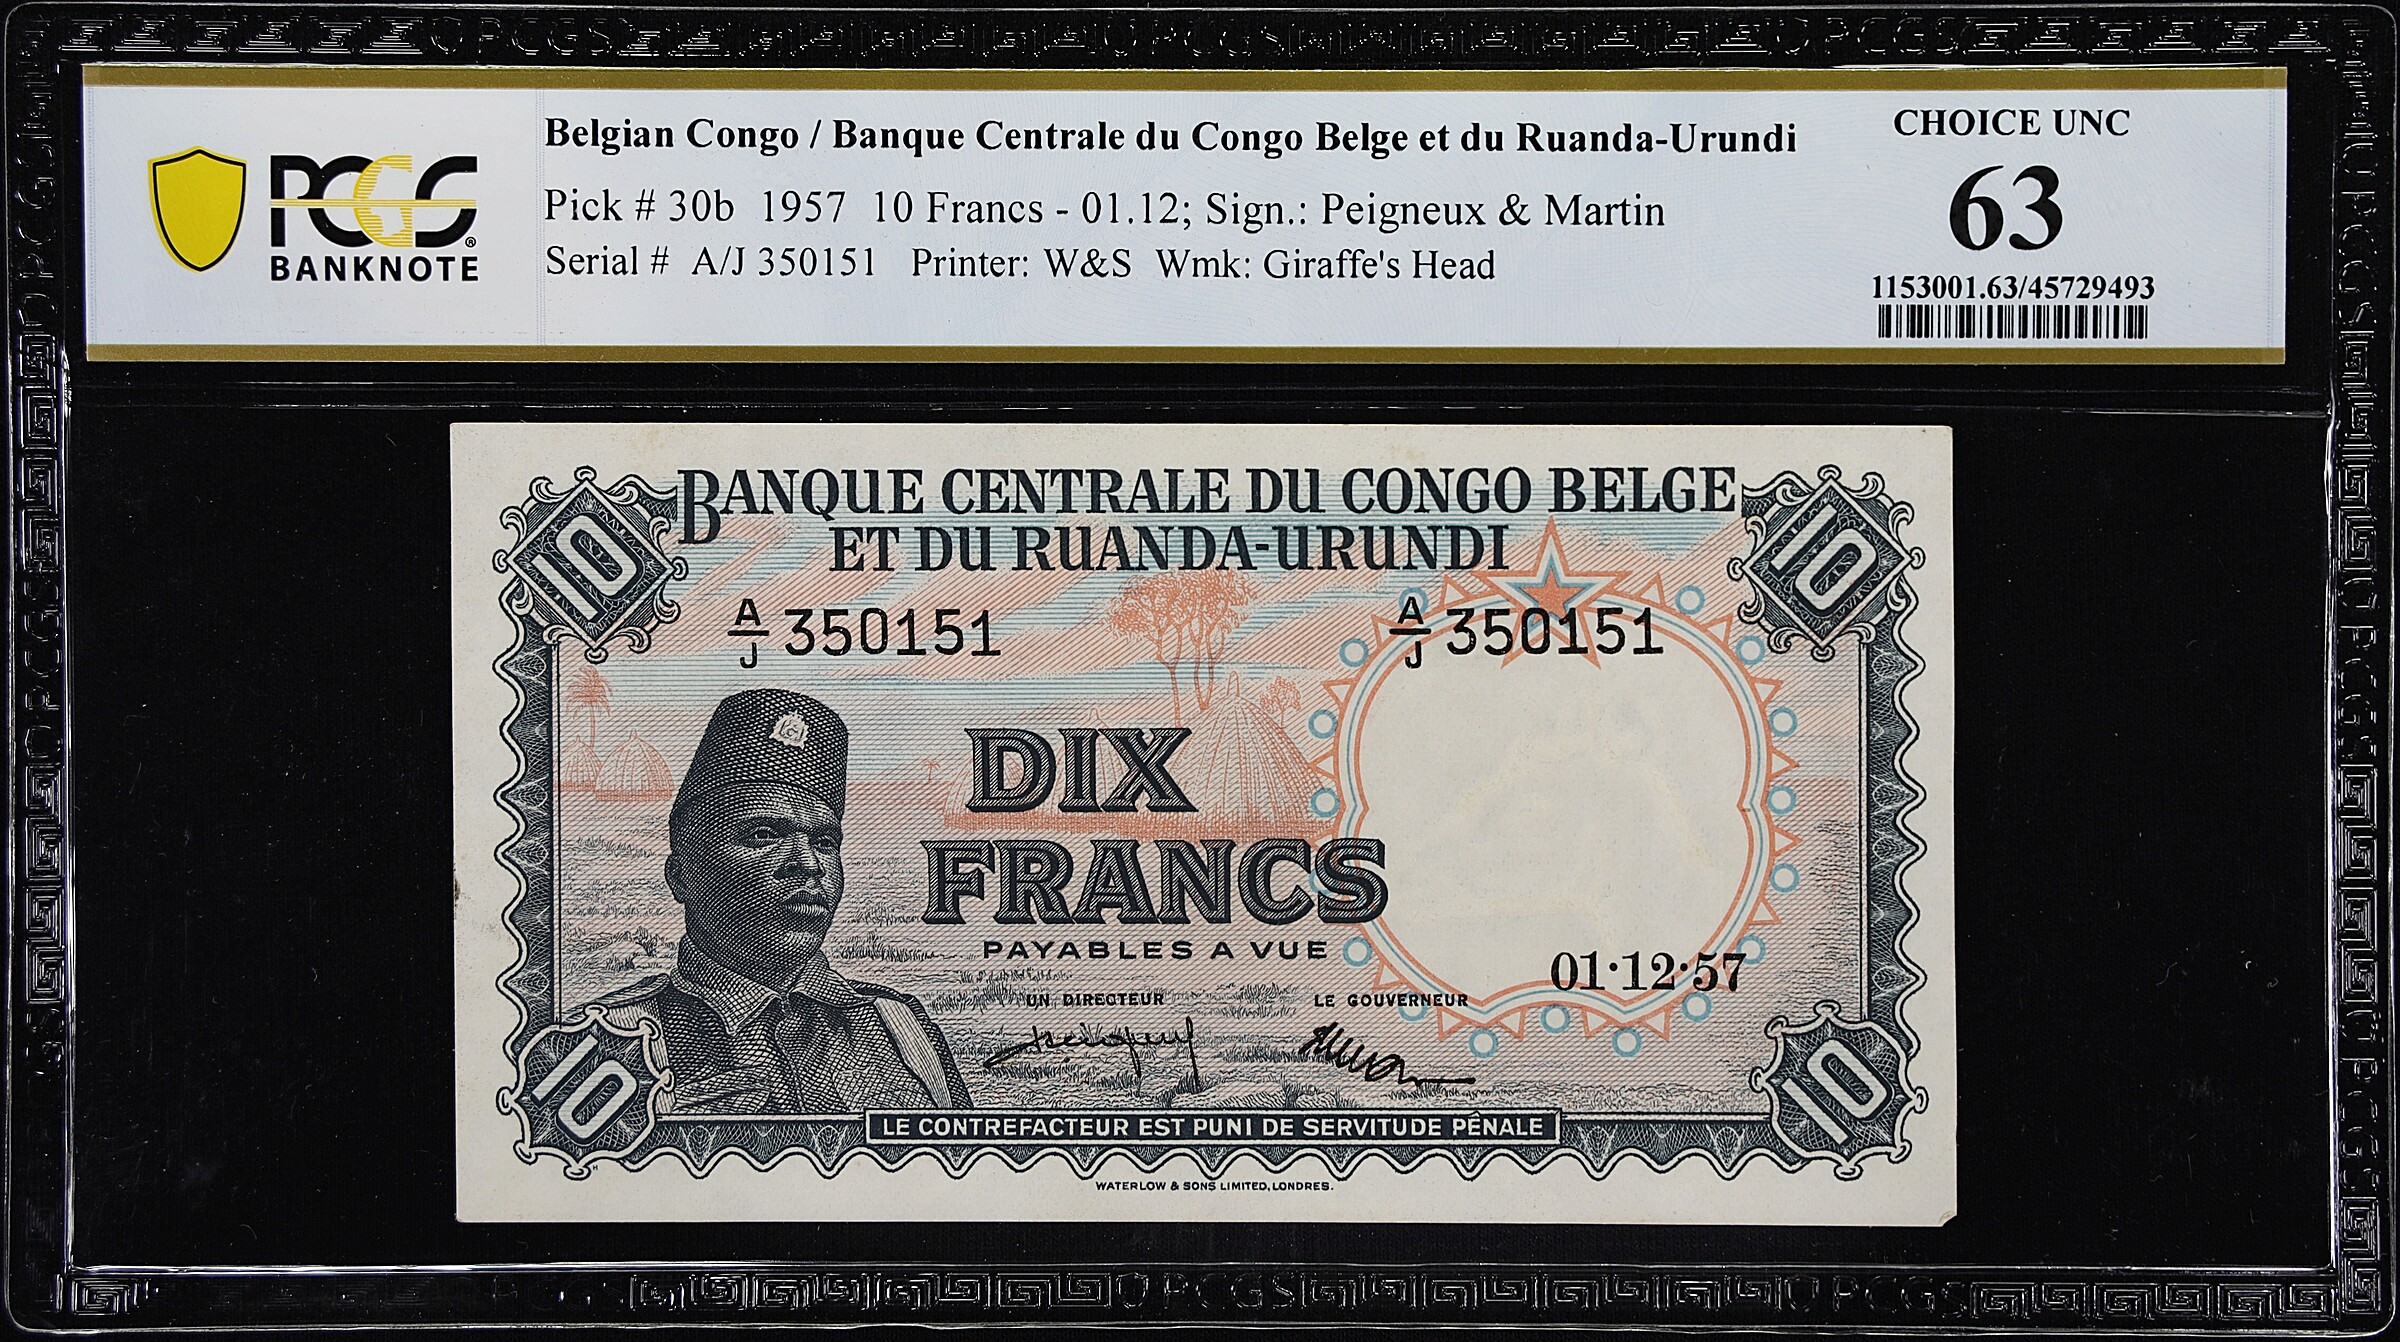 PCGS
BANKNOTE
Belgian Congo / Banque Centrale du Congo Belge et du Ruanda-Urundi
Pick # 30b 1957 10 Francs - 01.12; Sign.: Peigneux & Martin
Serial # A/J 350151 Printer: W&S Wmk: Giraffe's Head
CHOICE UNC
63
1153001.63/45729493
BANQUE CENTRALE DU CONGO BELGE
ET DU RUANDA-URUNDI
10
10
A/J 350151
A/J 350151
DIX
FRANCS
PAYABLES A VUE
01·12·57
UN DIRECTEUR
LE GOUVERNEUR
10
10
LE CONTREFACTEUR EST PUNI DE SERVITUDE PÉNALE
WATERLOW & SONS LIMITED, LONDRES.